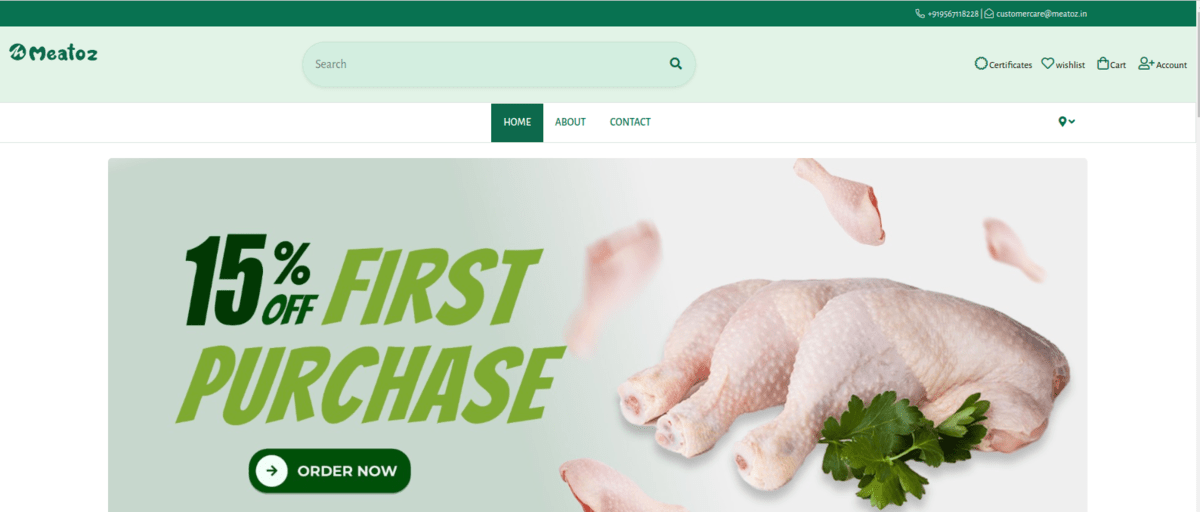 +919567118228 | customercare@meatoz.in
Meatoz
Search
Certificates wishlist Cart Account
HOME ABOUT CONTACT
15% OFF FIRST
PURCHASE
ORDER NOW